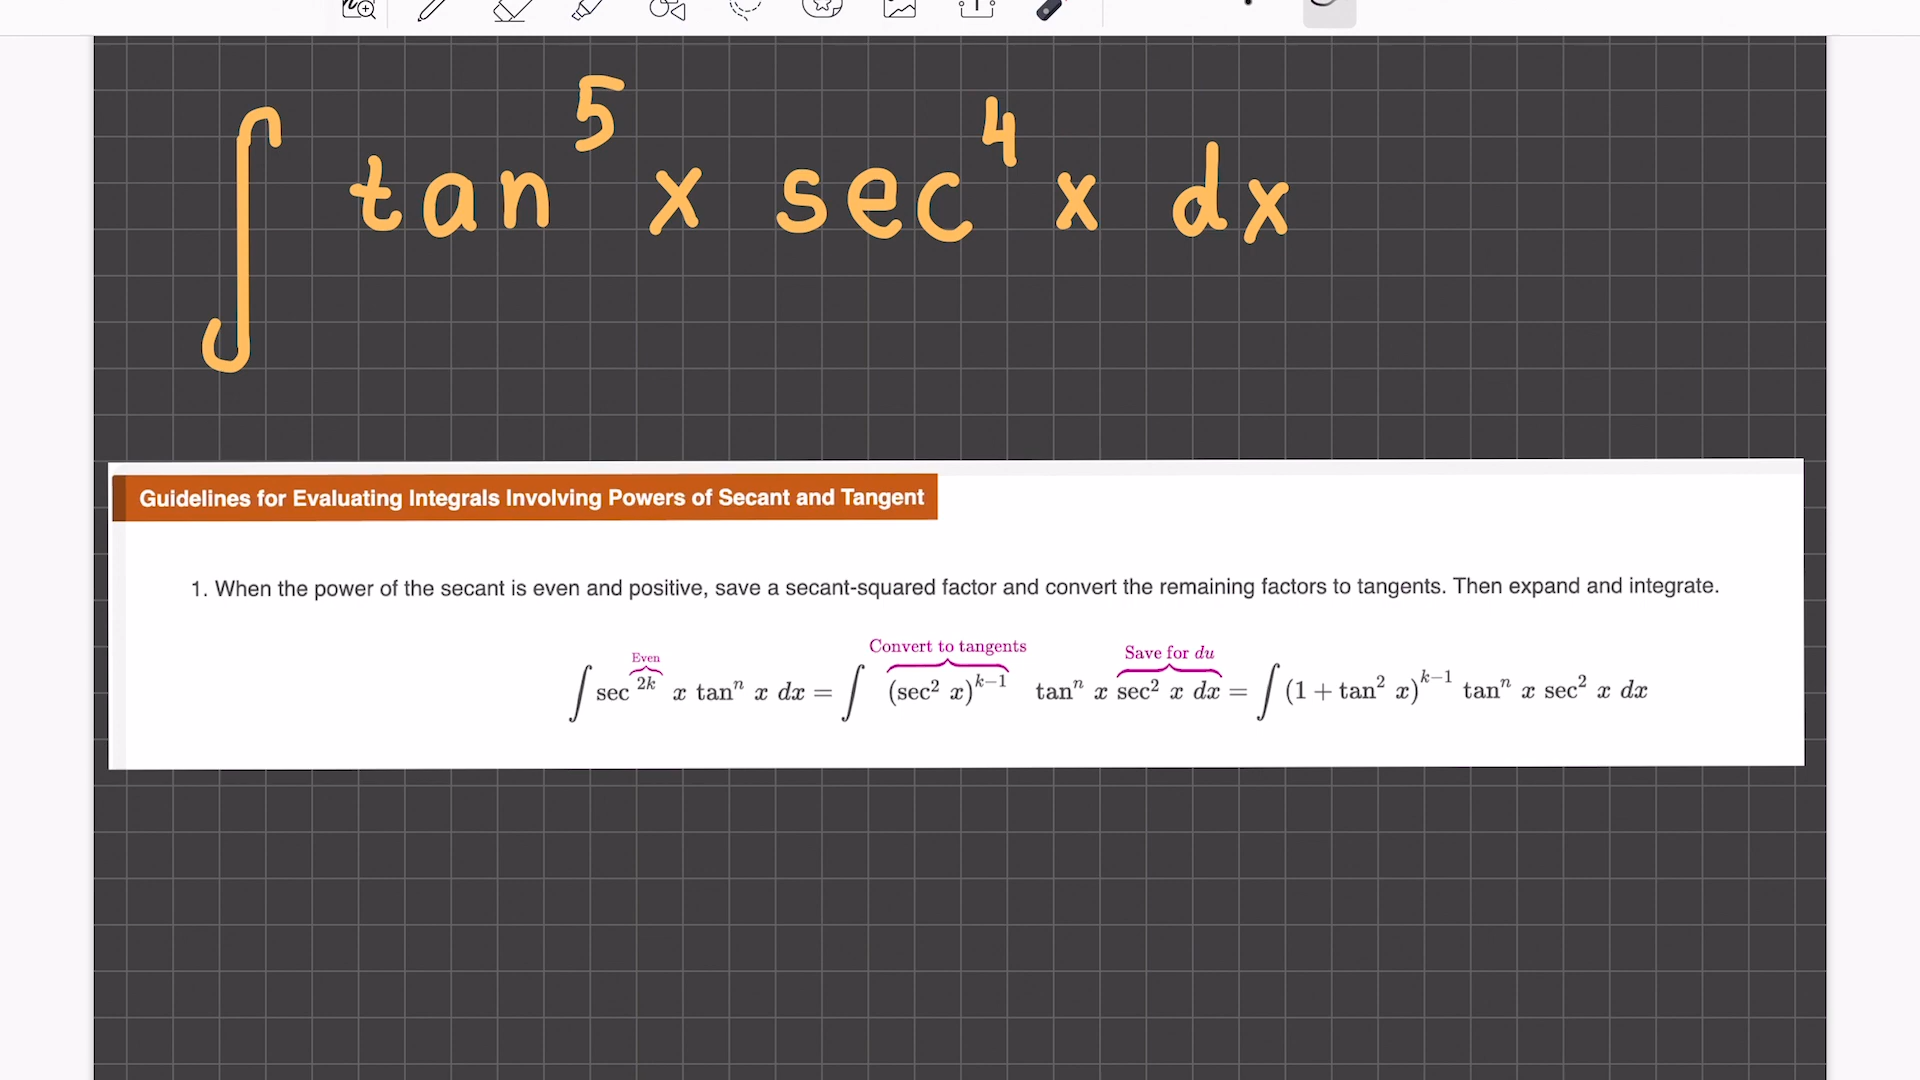 ∫ tan⁵ x sec⁴ x dx
Guidelines for Evaluating Integrals Involving Powers of Secant and Tangent
1. When the power of the secant is even and positive, save a secant-squared factor and convert the remaining factors to tangents. Then expand and integrate.
Even Convert to tangents Save for du
∫ sec²ᵏ x tanⁿ x dx = ∫ (sec² x)ᵏ⁻¹ tanⁿ x sec² x dx = ∫ (1 + tan² x)ᵏ⁻¹ tanⁿ x sec² x dx